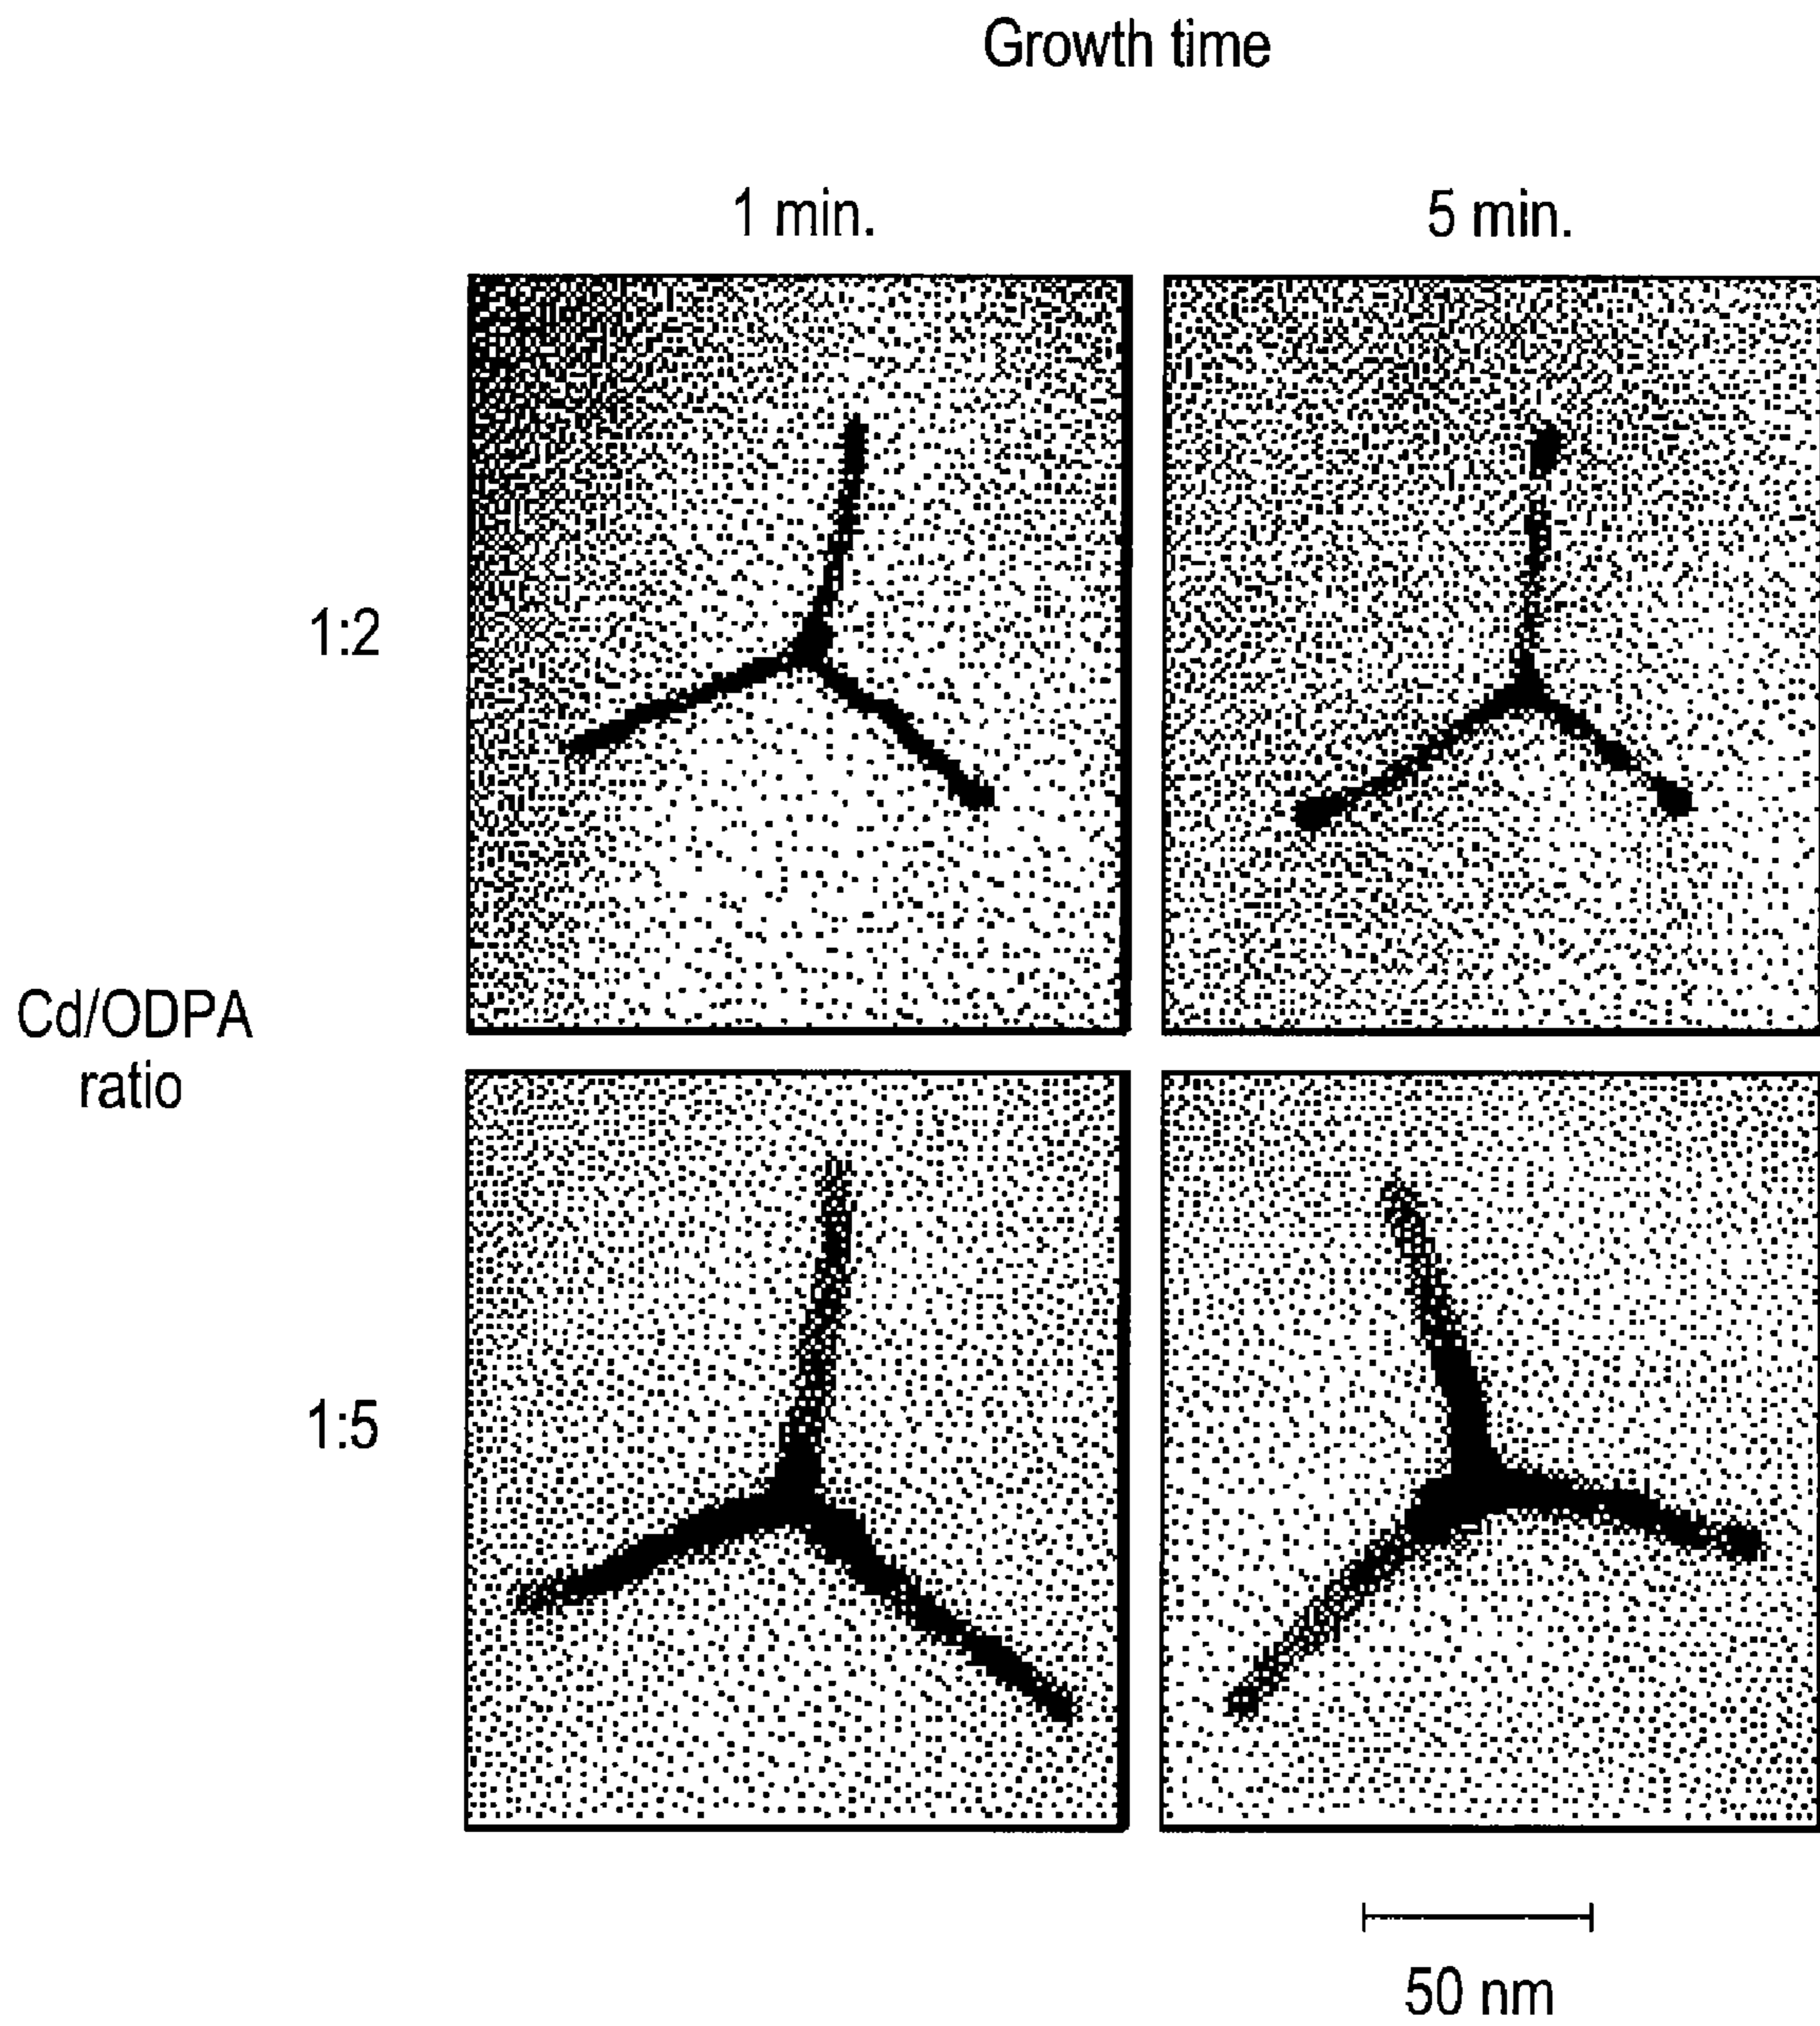 Growth time
1 min.
5 min.
1:2
Cd/ODPA
ratio
1:5
50 nm